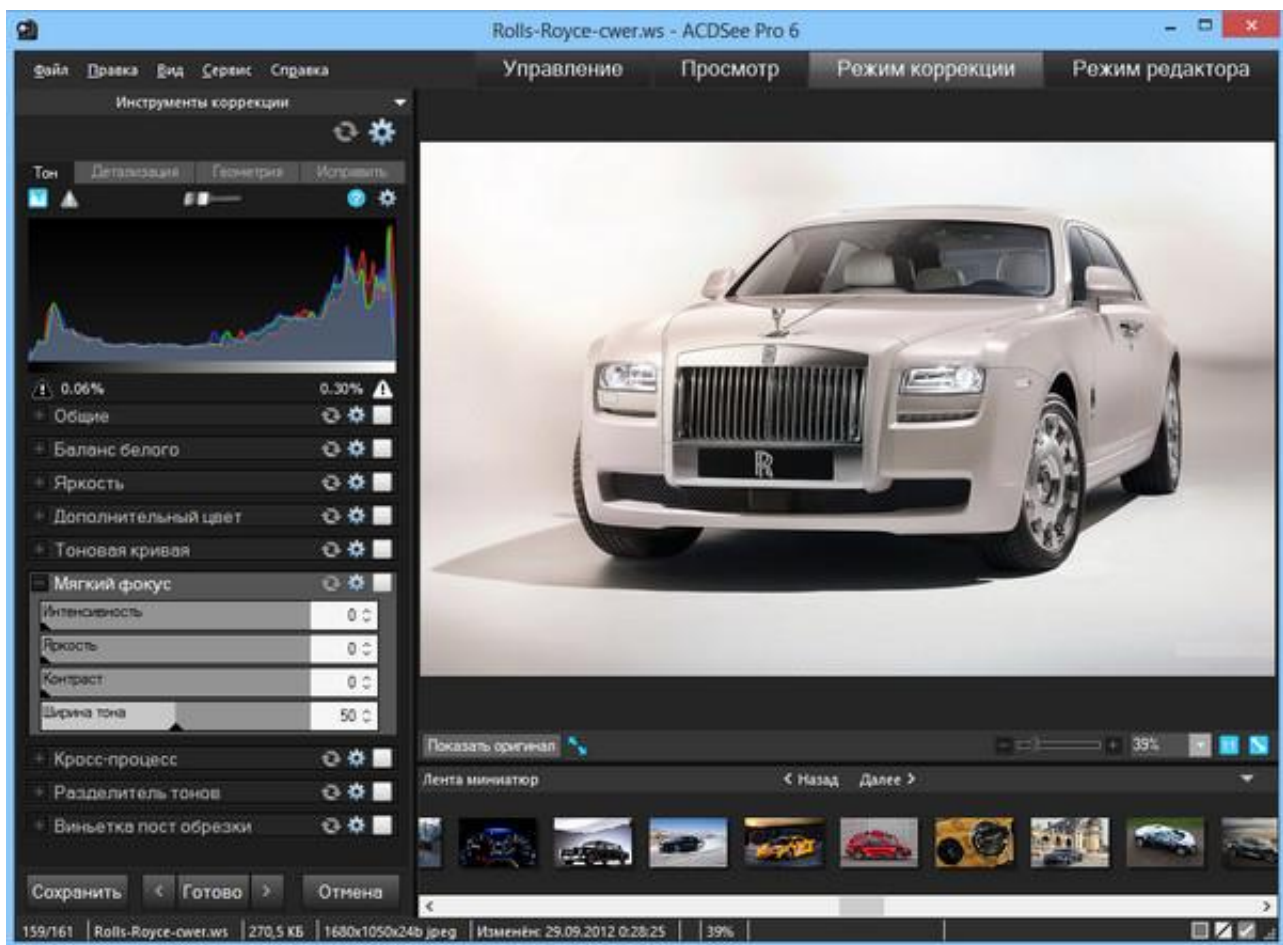 Rolls-Royce-cwer.ws - ACDSee Pro 6
Файл Правка Вид Сервис Справка
Управление Просмотр Режим коррекции Режим редактора
Инструменты коррекции
Тон Детализация Геометрия Исправить
0.06% 0.30%
Общие
Баланс белого
Яркость
Дополнительный цвет
Тоновая кривая
Мягкий фокус
Интенсивность 0
Яркость 0
Контраст 0
Ширина тона 50
Кросс-процесс
Разделитель тонов
Виньетка пост обрезки
Сохранить < Готово > Отмена
RR
Показать оригинал 39%
Лента миниатюр < Назад Далее >
159/161 Rolls-Royce-cwer.ws 270,5 КБ 1680x1050x24b jpeg Изменён: 29.09.2012 0:28:25 39%